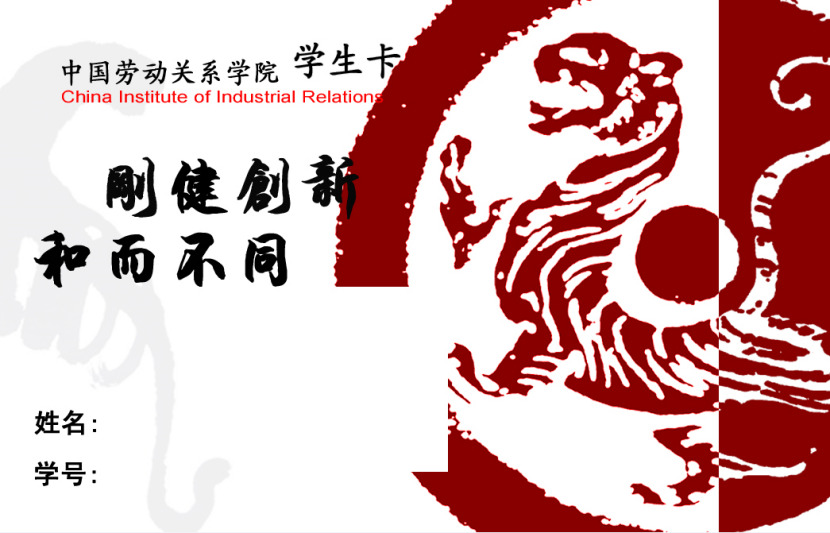 中国劳动关系学院 学生卡
China Institute of Industrial Relations
剛健創新
和而不同
姓名:
学号: